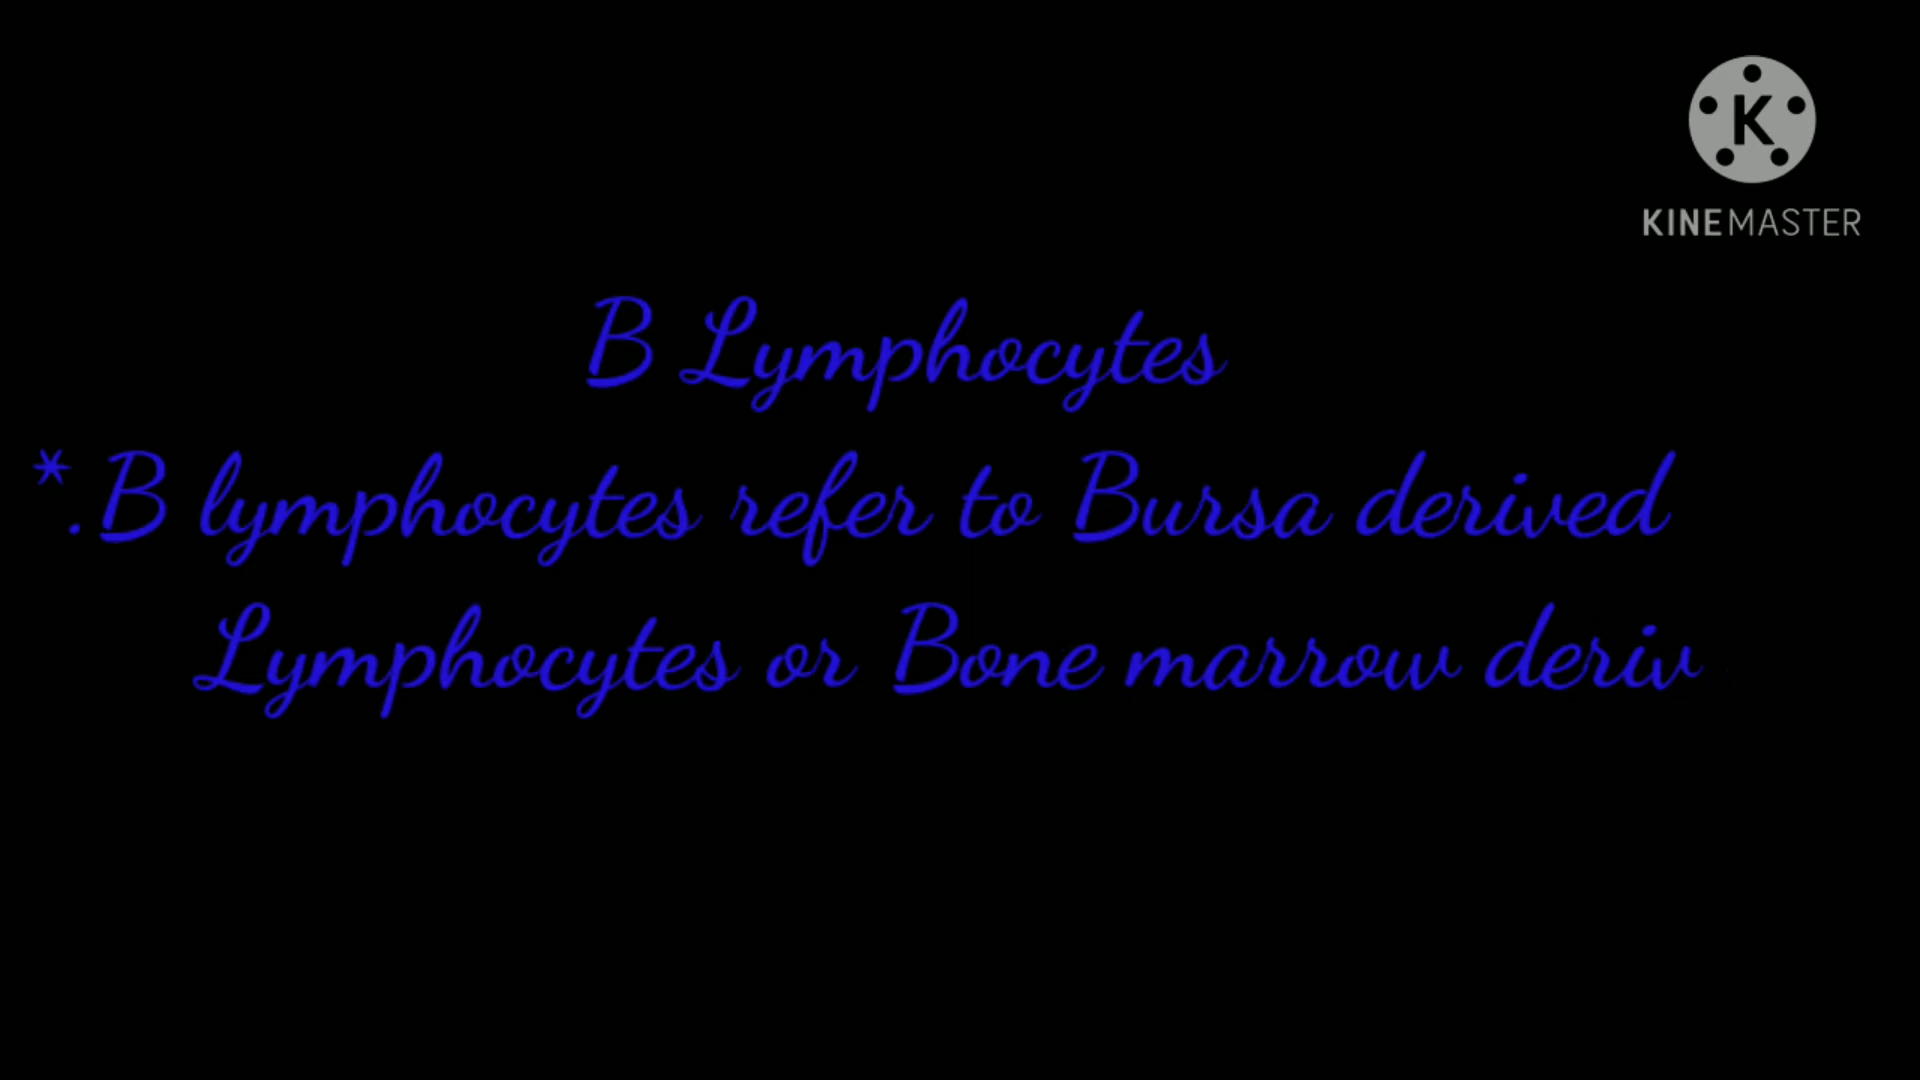 K
KINEMASTER
B Lymphocytes
*.B lymphocytes refer to Bursa derived
Lymphocytes or Bone marrow deriv